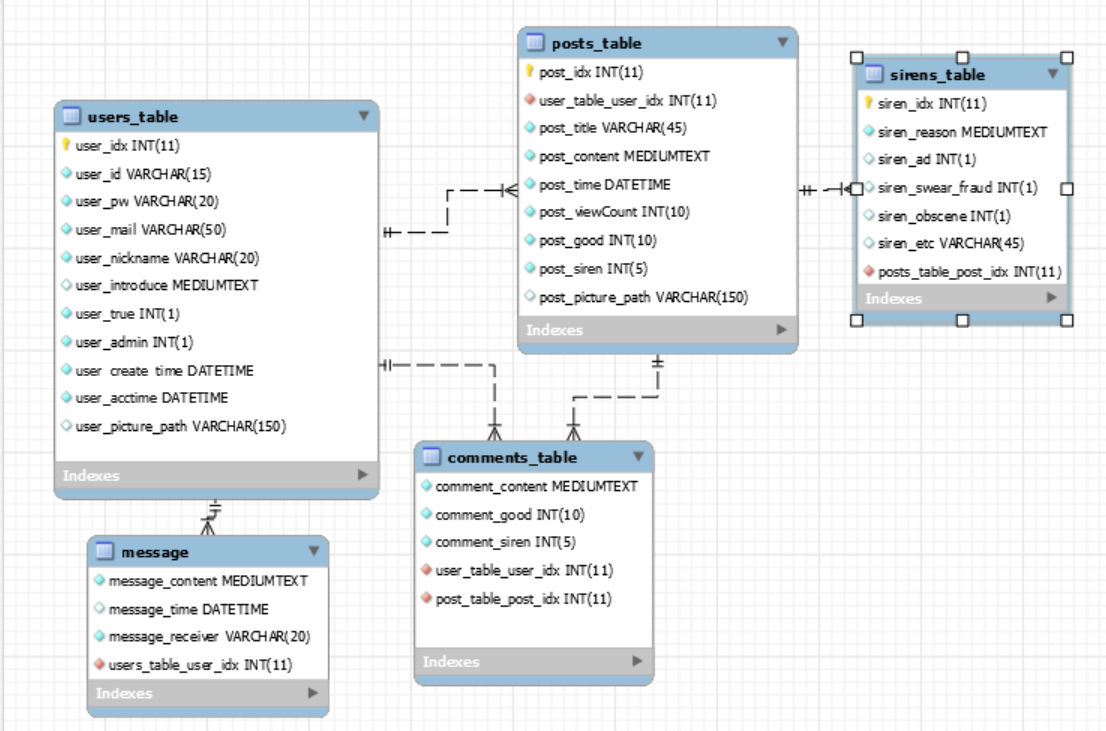 users_table
user_idx INT(11)
user_id VARCHAR(15)
user_pw VARCHAR(20)
user_mail VARCHAR(50)
user_nickname VARCHAR(20)
user_introduce MEDIUMTEXT
user_true INT(1)
user_admin INT(1)
user_create_time DATETIME
user_acctime DATETIME
user_picture_path VARCHAR(150)
Indexes
posts_table
post_idx INT(11)
user_table_user_idx INT(11)
post_title VARCHAR(45)
post_content MEDIUMTEXT
post_time DATETIME
post_viewCount INT(10)
post_good INT(10)
post_siren INT(5)
post_picture_path VARCHAR(150)
Indexes
sirens_table
siren_idx INT(11)
siren_reason MEDIUMTEXT
siren_ad INT(1)
siren_swear_fraud INT(1)
siren_obscene INT(1)
siren_etc VARCHAR(45)
posts_table_post_idx INT(11)
Indexes
comments_table
comment_content MEDIUMTEXT
comment_good INT(10)
comment_siren INT(5)
user_table_user_idx INT(11)
post_table_post_idx INT(11)
Indexes
message
message_content MEDIUMTEXT
message_time DATETIME
message_receiver VARCHAR(20)
users_table_user_idx INT(11)
Indexes